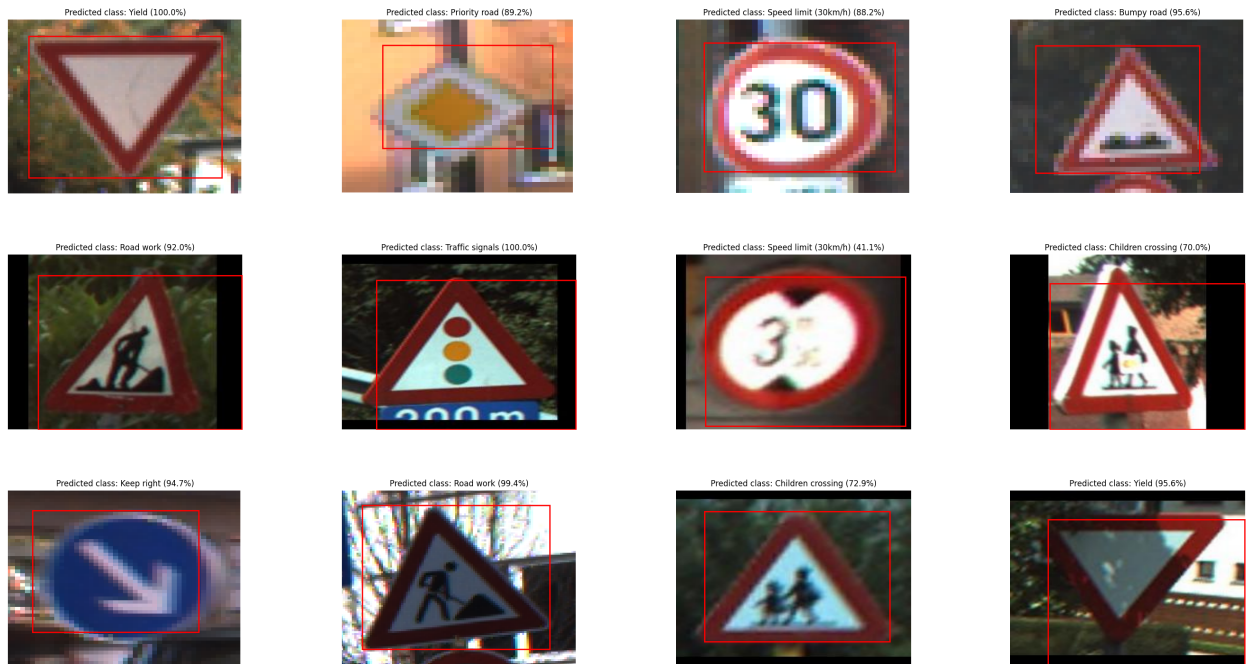 Predicted class: Yield (100.0%)
Predicted class: Priority road (89.2%)
Predicted class: Speed limit (30km/h) (88.2%)
Predicted class: Bumpy road (95.6%)
30
Predicted class: Road work (92.0%)
Predicted class: Traffic signals (100.0%)
Predicted class: Speed limit (30km/h) (41.1%)
Predicted class: Children crossing (70.0%)
3
200 m
Predicted class: Keep right (94.7%)
Predicted class: Road work (99.4%)
Predicted class: Children crossing (72.9%)
Predicted class: Yield (95.6%)